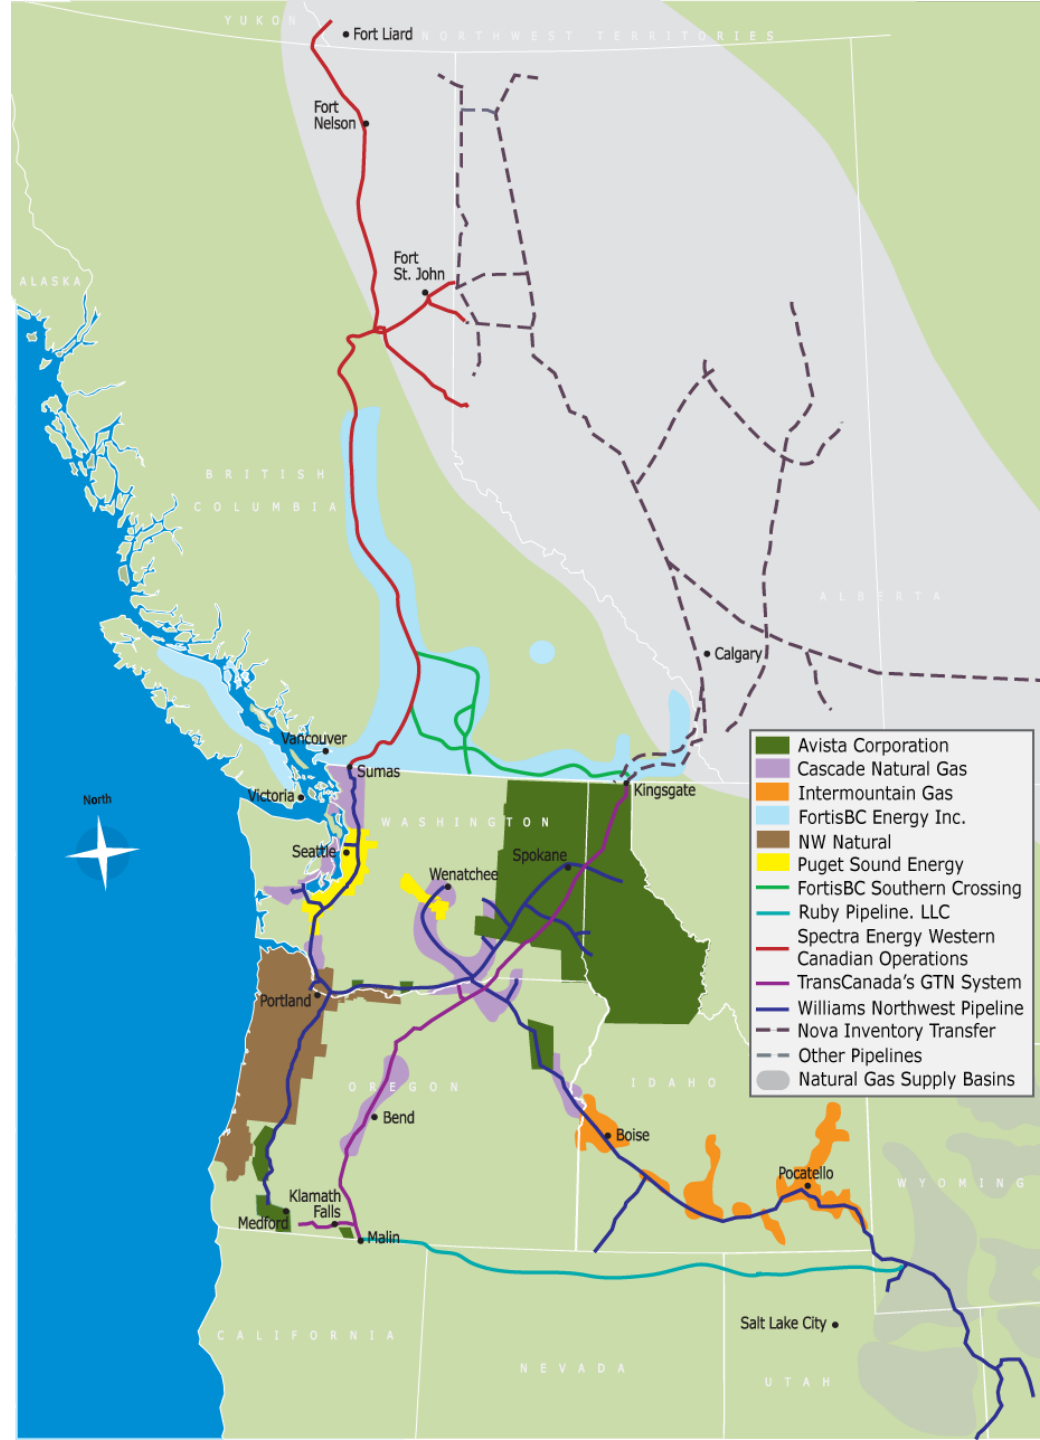 YUKON
Fort Liard
NORTHWEST TERRITORIES
Fort
Nelson
Fort
St. John
ALASKA
BRITISH
COLUMBIA
ALBERTA
Calgary
Vancouver
Sumas
Kingsgate
Victoria
North
WASHINGTON
Seattle
Spokane
Wenatchee
Portland
OREGON
IDAHO
Bend
Boise
Pocatello
WYOMING
Klamath
Falls
Medford
Malin
Salt Lake City
CALIFORNIA
NEVADA
UTAH
Avista Corporation
Cascade Natural Gas
Intermountain Gas
FortisBC Energy Inc.
NW Natural
Puget Sound Energy
FortisBC Southern Crossing
Ruby Pipeline. LLC
Spectra Energy Western
Canadian Operations
TransCanada's GTN System
Williams Northwest Pipeline
Nova Inventory Transfer
Other Pipelines
Natural Gas Supply Basins